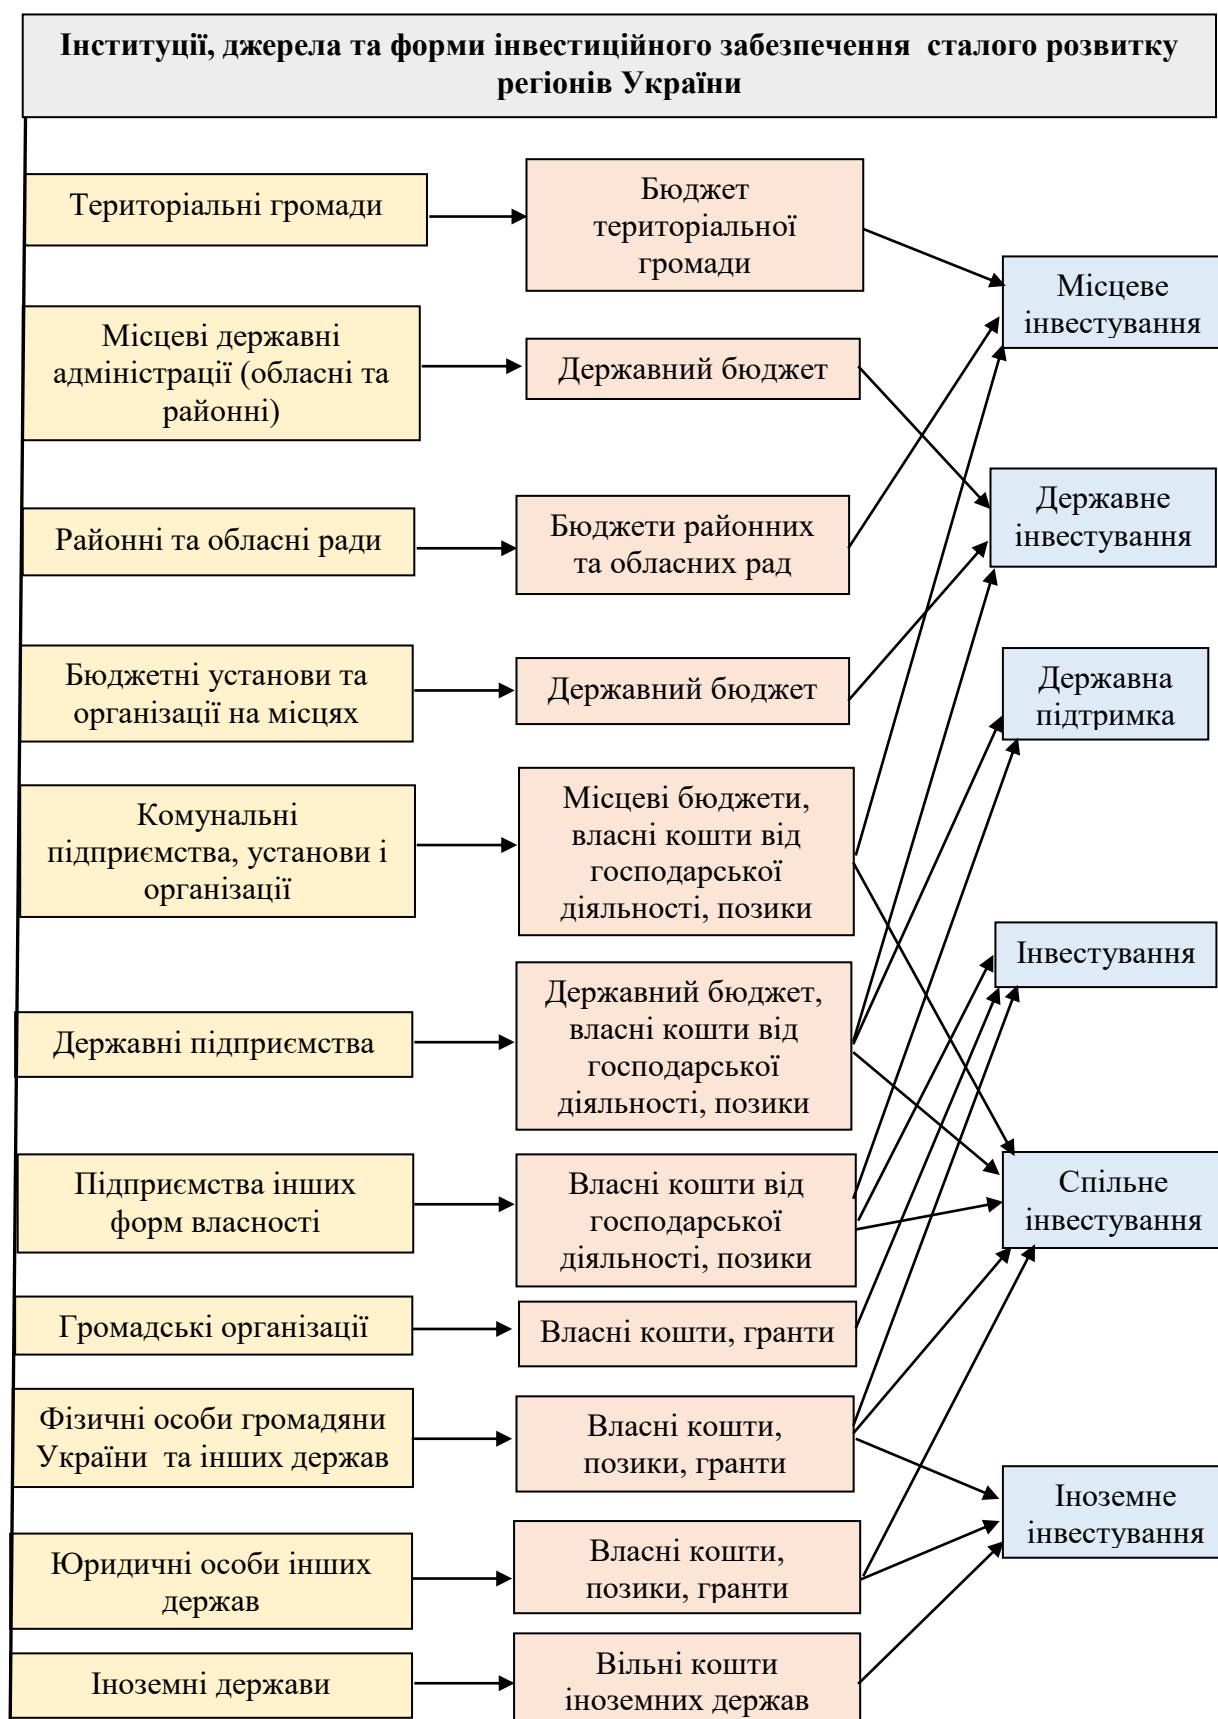 Інституції, джерела та форми інвестиційного забезпечення сталого розвитку
регіонів України
Територіальні громади
Бюджет
територіальної
громади
Місцеве
інвестування
Місцеві державні
адміністрації (обласні та
районні)
Державний бюджет
Державне
інвестування
Районні та обласні ради
Бюджети районних
та обласних рад
Бюджетні установи та
організації на місцях
Державний бюджет
Державна
підтримка
Комунальні
підприємства, установи і
організації
Місцеві бюджети,
власні кошти від
господарської
діяльності, позики
Інвестування
Державні підприємства
Державний бюджет,
власні кошти від
господарської
діяльності, позики
Підприємства інших
форм власності
Власні кошти від
господарської
діяльності, позики
Спільне
інвестування
Громадські організації
Власні кошти, гранти
Фізичні особи громадяни
України та інших держав
Власні кошти,
позики, гранти
Іноземне
інвестування
Юридичні особи інших
держав
Власні кошти,
позики, гранти
Іноземні держави
Вільні кошти
іноземних держав